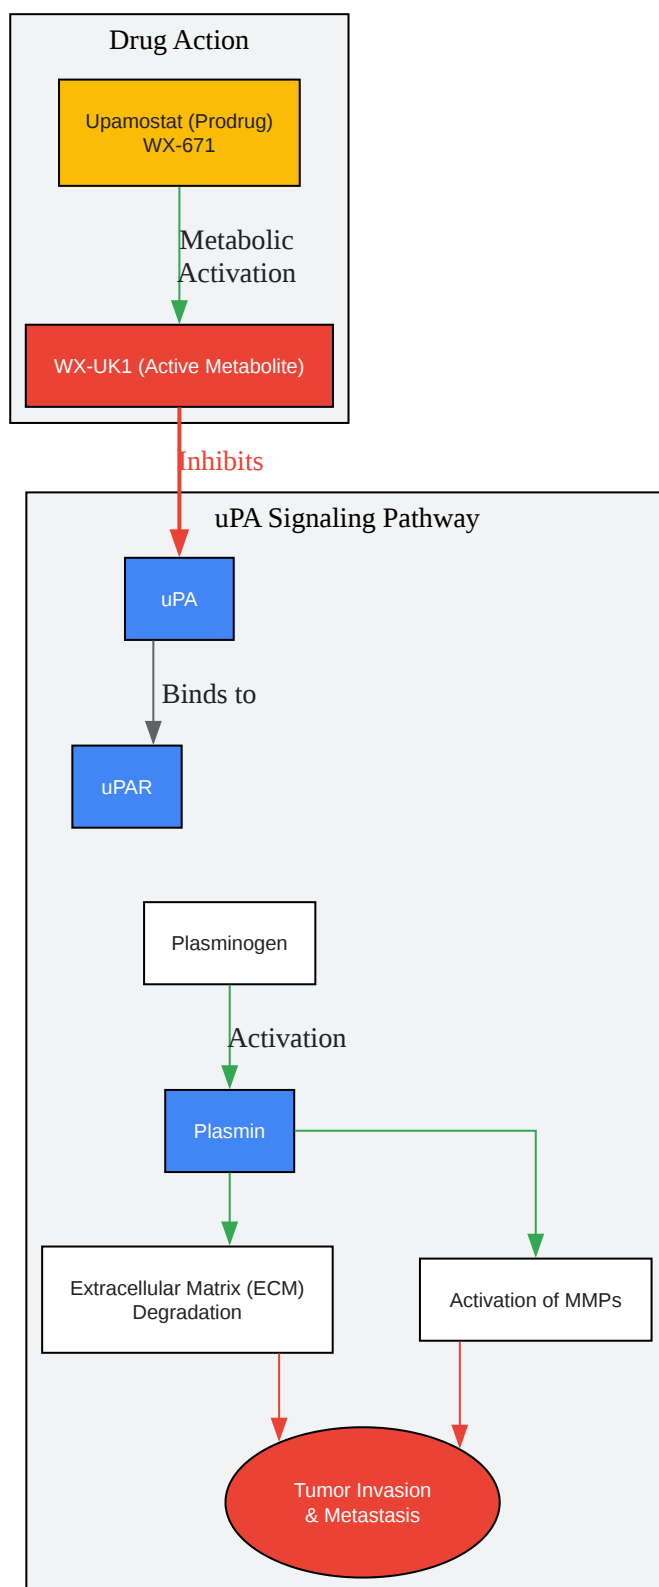 Drug Action
Upamostat (Prodrug)
WX-671
Metabolic
Activation
WX-UK1 (Active Metabolite)
Inhibits
uPA Signaling Pathway
uPA
Binds to
uPAR
Plasminogen
Activation
Plasmin
Extracellular Matrix (ECM)
Degradation
Activation of MMPs
Tumor Invasion
& Metastasis